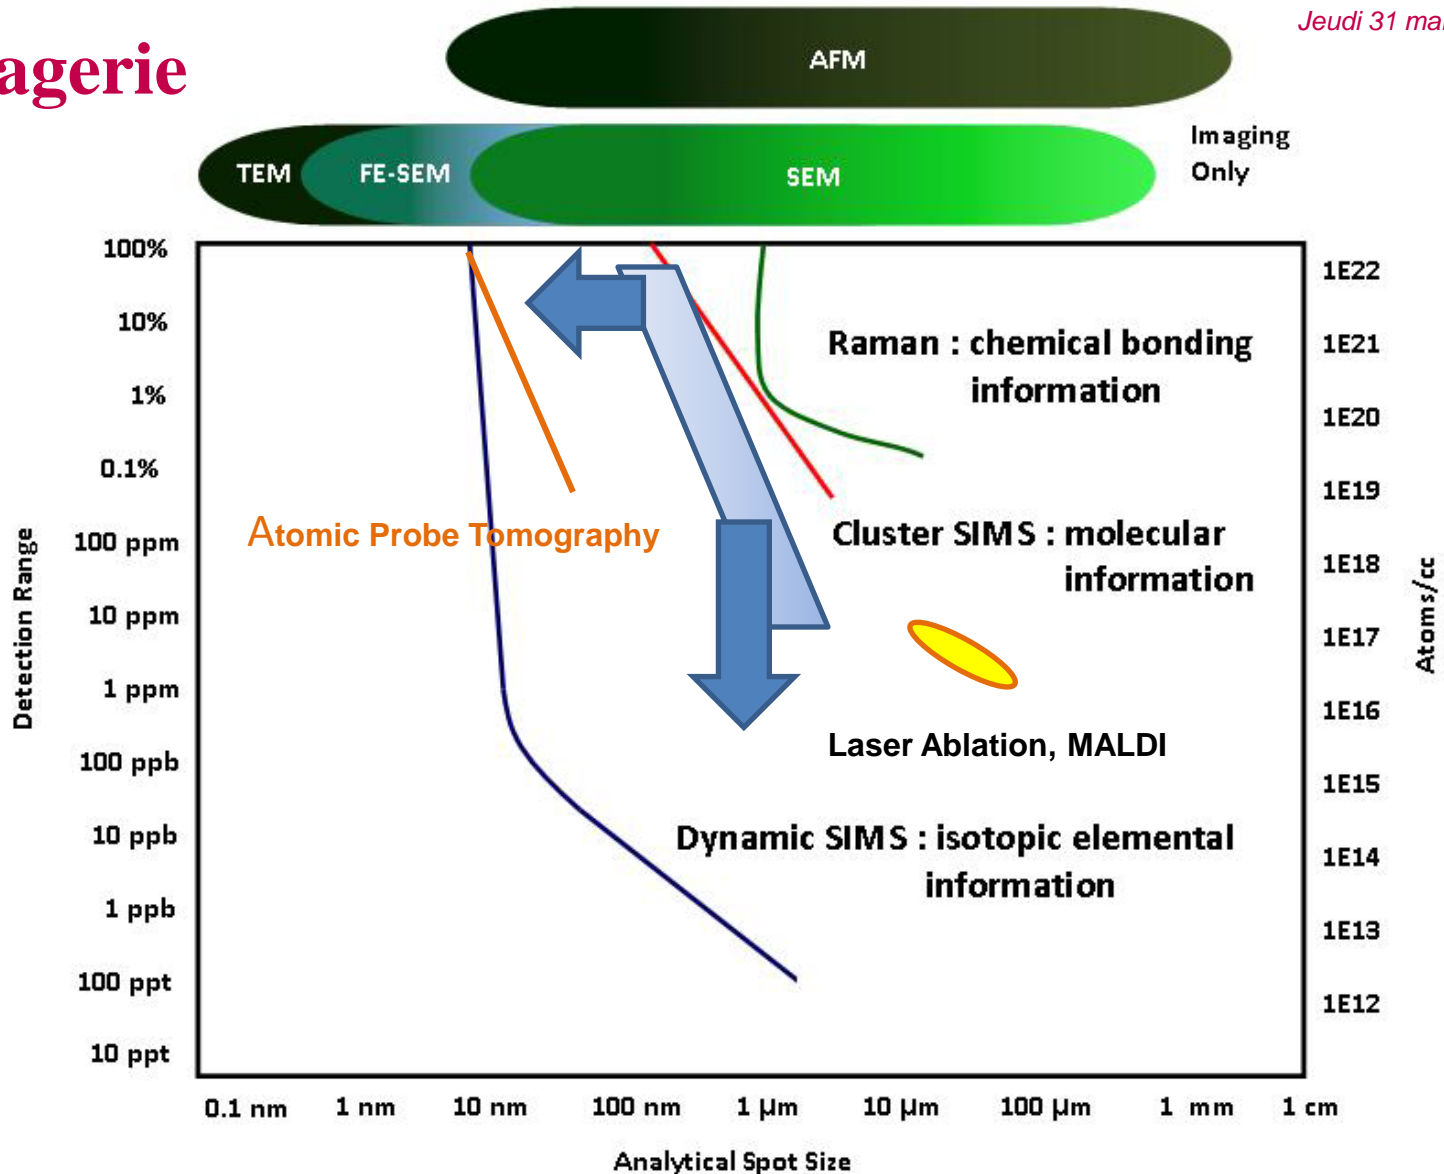 Jeudi 31 mai
agerie
AFM
TEM
FE-SEM
SEM
Imaging
Only
100%
10%
1%
0.1%
100 ppm
10 ppm
1 ppm
100 ppb
10 ppb
1 ppb
100 ppt
10 ppt
Detection Range
1E22
1E21
1E20
1E19
1E18
1E17
1E16
1E15
1E14
1E13
1E12
Atoms/cc
Raman : chemical bonding
information
Atomic Probe Tomography
Cluster SIMS : molecular
information
Laser Ablation, MALDI
Dynamic SIMS : isotopic elemental
information
0.1 nm 1 nm 10 nm 100 nm 1 µm 10 µm 100 µm 1 mm 1 cm
Analytical Spot Size